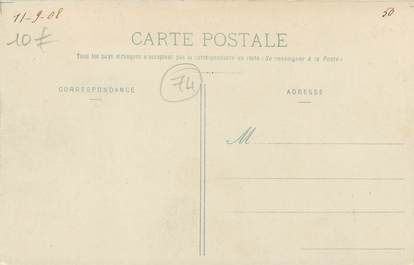 11-9-08
50
10€
CARTE POSTALE
Tous les pays étrangers n'acceptent pas la correspondance au recto (Se renseigner à la Poste)
CORRESPONDANCE
74
ADRESSE
M